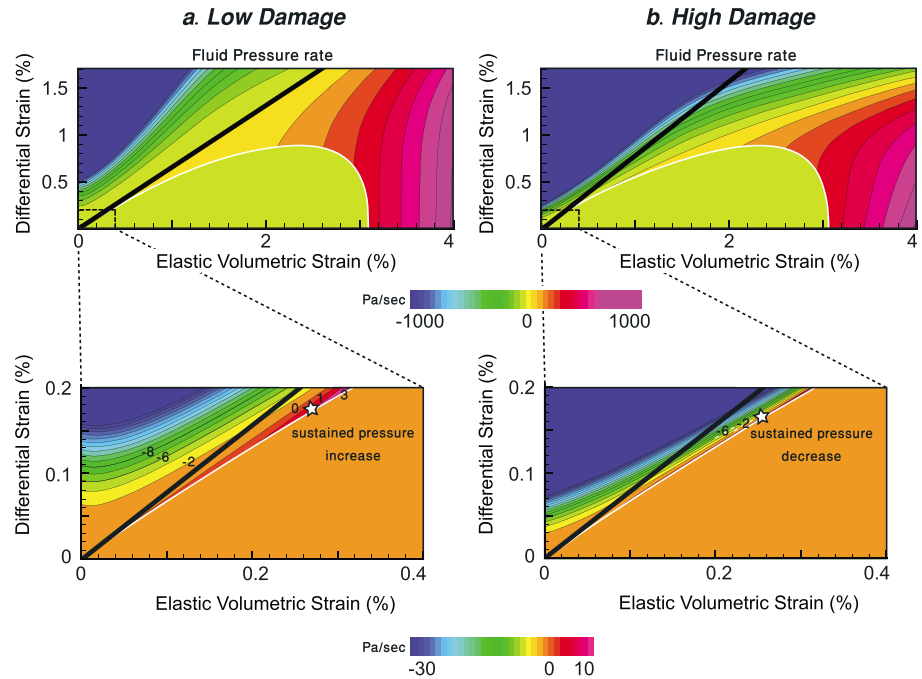 a. Low Damage
b. High Damage
Fluid Pressure rate
Fluid Pressure rate
Differential Strain (%)
1.5
1
0.5
0
2
4
Elastic Volumetric Strain (%)
Differential Strain (%)
1.5
1
0.5
0
2
4
Elastic Volumetric Strain (%)
Pa/sec
-1000
0
1000
Differential Strain (%)
0.2
0.1
0
0
0.2
0.4
-8
-6
-2
0
1
3
sustained pressure
increase
Elastic Volumetric Strain (%)
Differential Strain (%)
0.2
0.1
0
0
0.2
0.4
-6
-2
sustained pressure
decrease
Elastic Volumetric Strain (%)
Pa/sec
-30
0
10